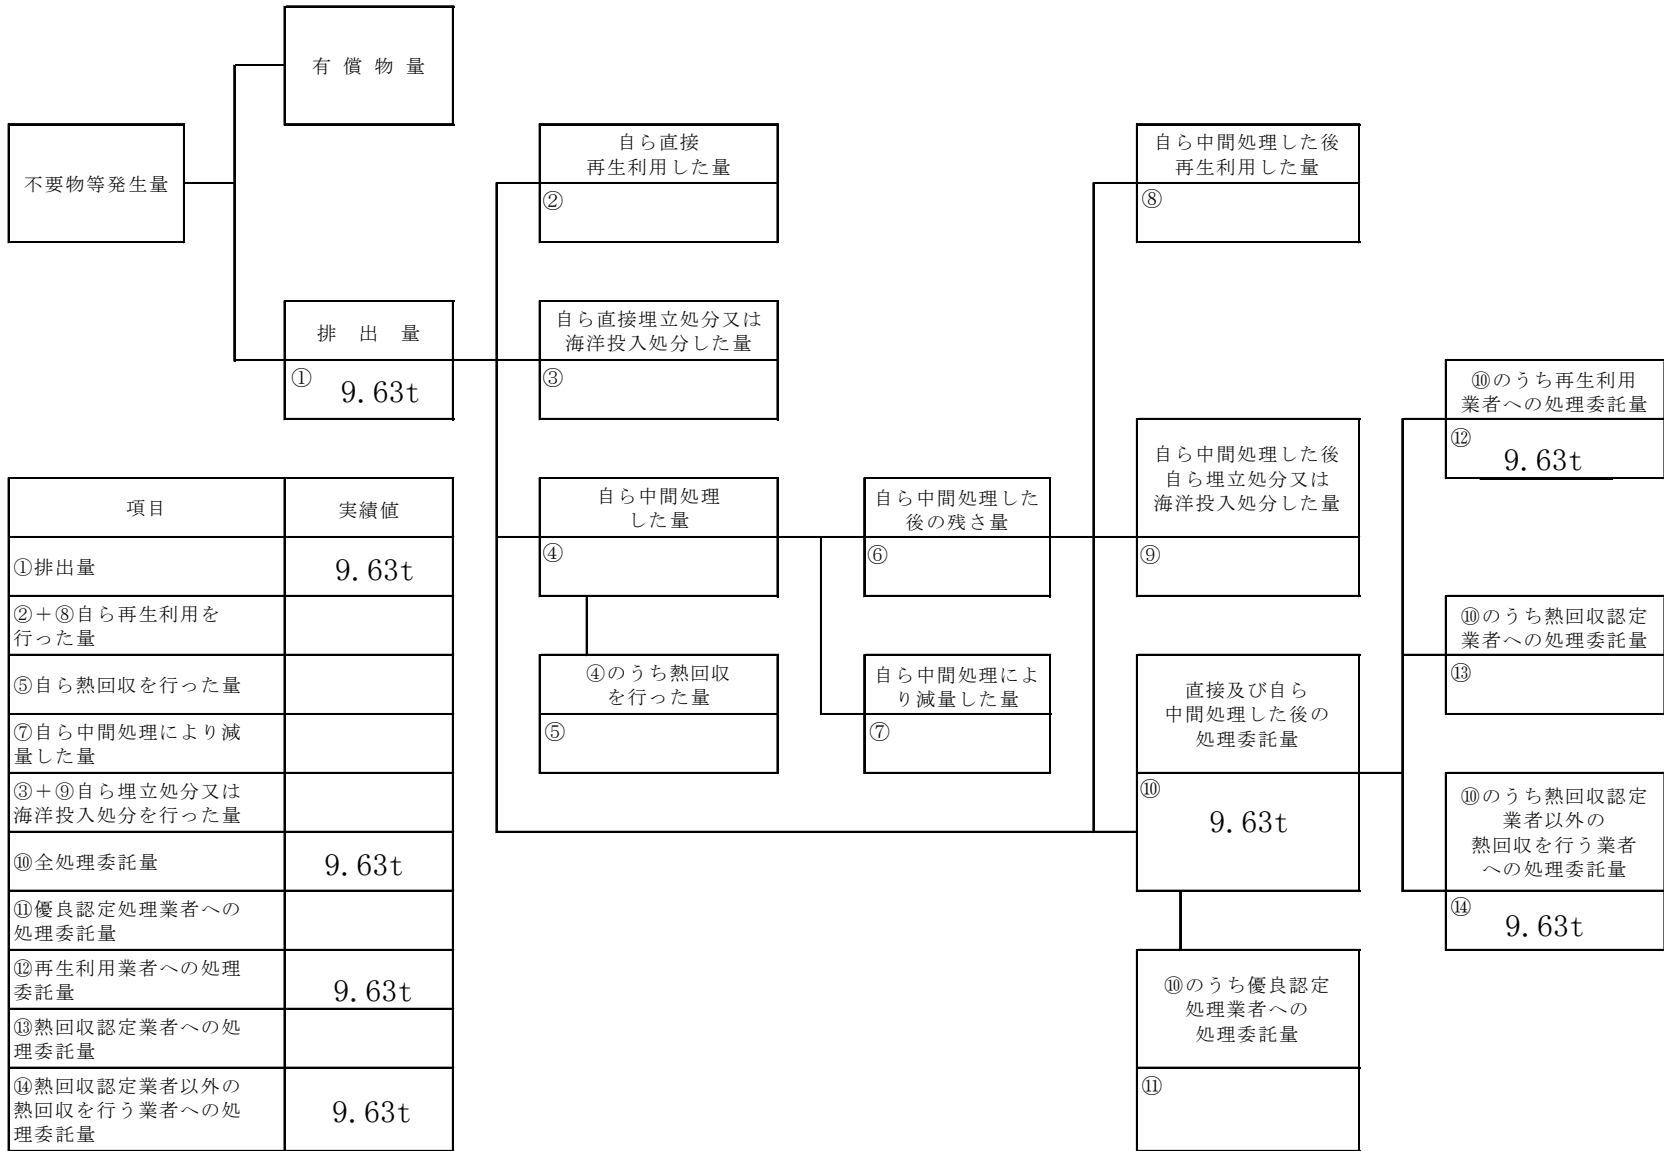 有 償 物 量
不要物等発生量
排 出 量
① 9.63t
自ら直接
再生利用した量
②
自ら直接埋立処分又は
海洋投入処分した量
③
自ら中間処理
した量
④
④のうち熱回収
を行った量
⑤
自ら中間処理した
後の残さ量
⑥
自ら中間処理によ
り減量した量
⑦
自ら中間処理した後
再生利用した量
⑧
自ら中間処理した後
自ら埋立処分又は
海洋投入処分した量
⑨
直接及び自ら
中間処理した後の
処理委託量
⑩
9.63t
⑩のうち優良認定
処理業者への
処理委託量
⑪
⑩のうち再生利用
業者への処理委託量
⑫
9.63t
⑩のうち熱回収認定
業者への処理委託量
⑬
⑩のうち熱回収認定
業者以外の
熱回収を行う業者
への処理委託量
⑭
9.63t
項目 実績値
①排出量 9.63t
②+⑧自ら再生利用を
行った量
⑤自ら熱回収を行った量
⑦自ら中間処理により減
量した量
③+⑨自ら埋立処分又は
海洋投入処分を行った量
⑩全処理委託量 9.63t
⑪優良認定処理業者への
処理委託量
⑫再生利用業者への処理
委託量 9.63t
⑬熱回収認定業者への処
理委託量
⑭熱回収認定業者以外の
熱回収を行う業者への処 9.63t
理委託量